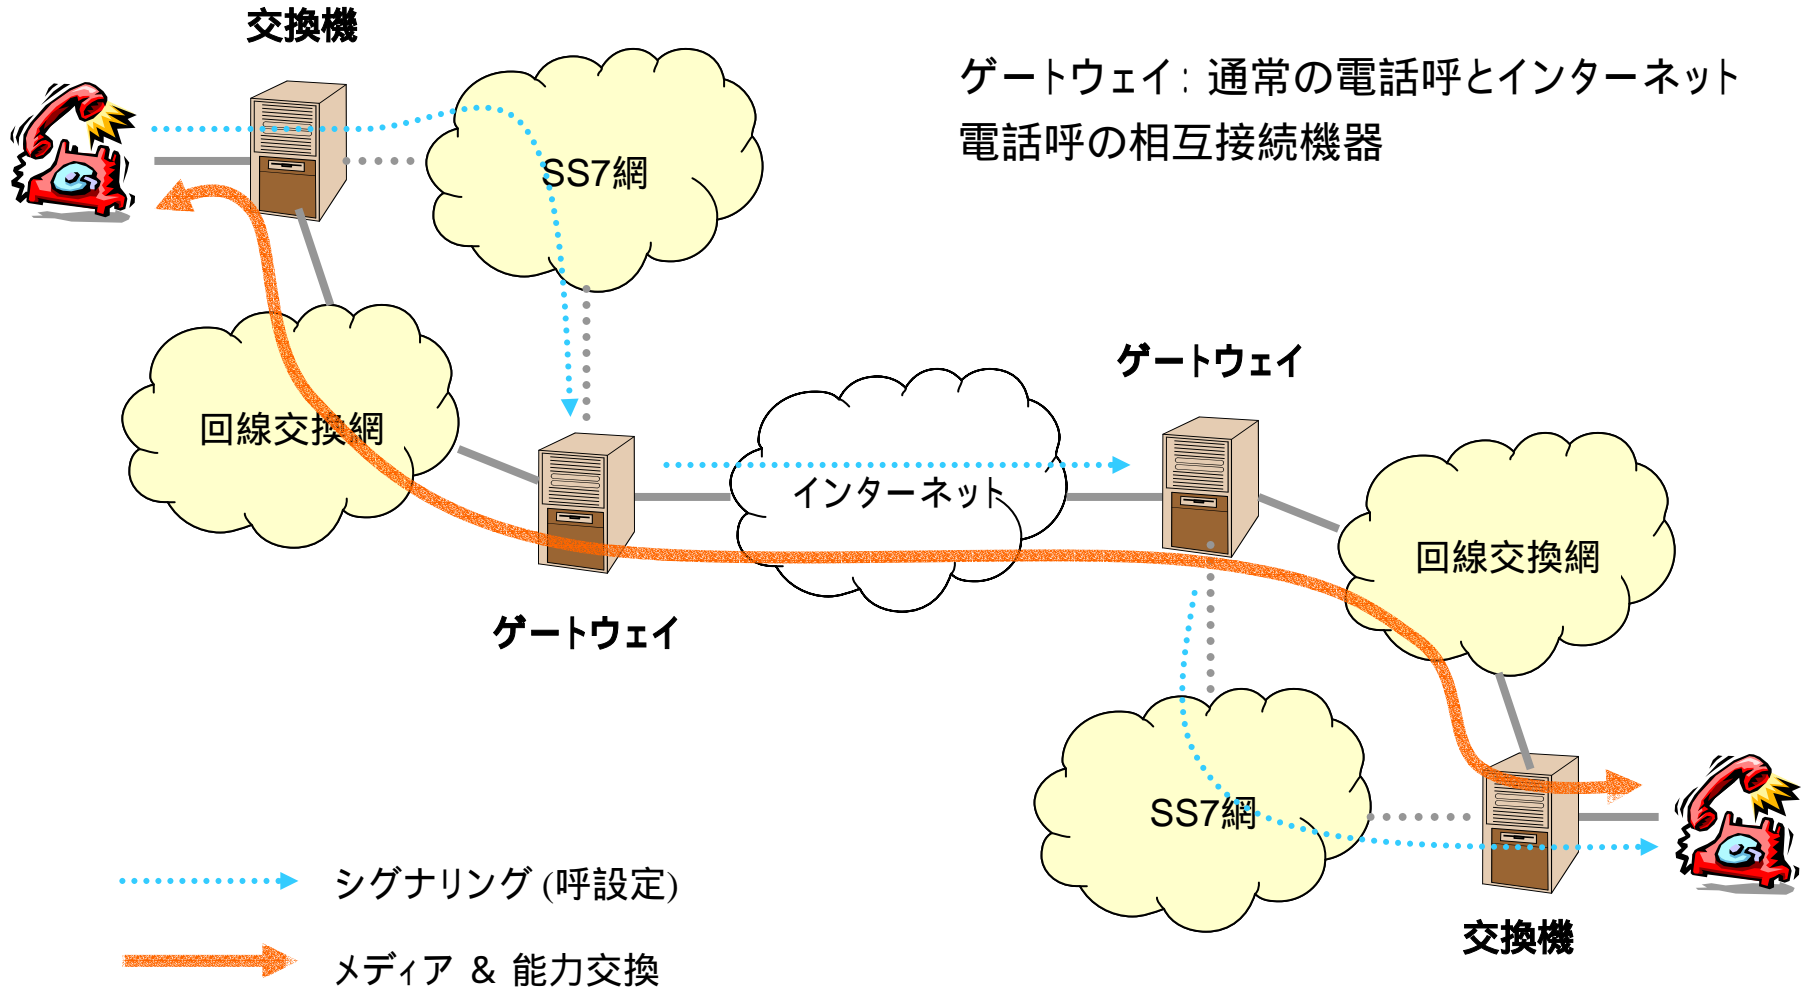 交換機
ゲートウェイ: 通常の電話呼とインターネット
電話呼の相互接続機器
SS7網
ゲートウェイ
回線交換網
インターネット
回線交換網
ゲートウェイ
SS7網
シグナリング (呼設定)
交換機
メディア & 能力交換